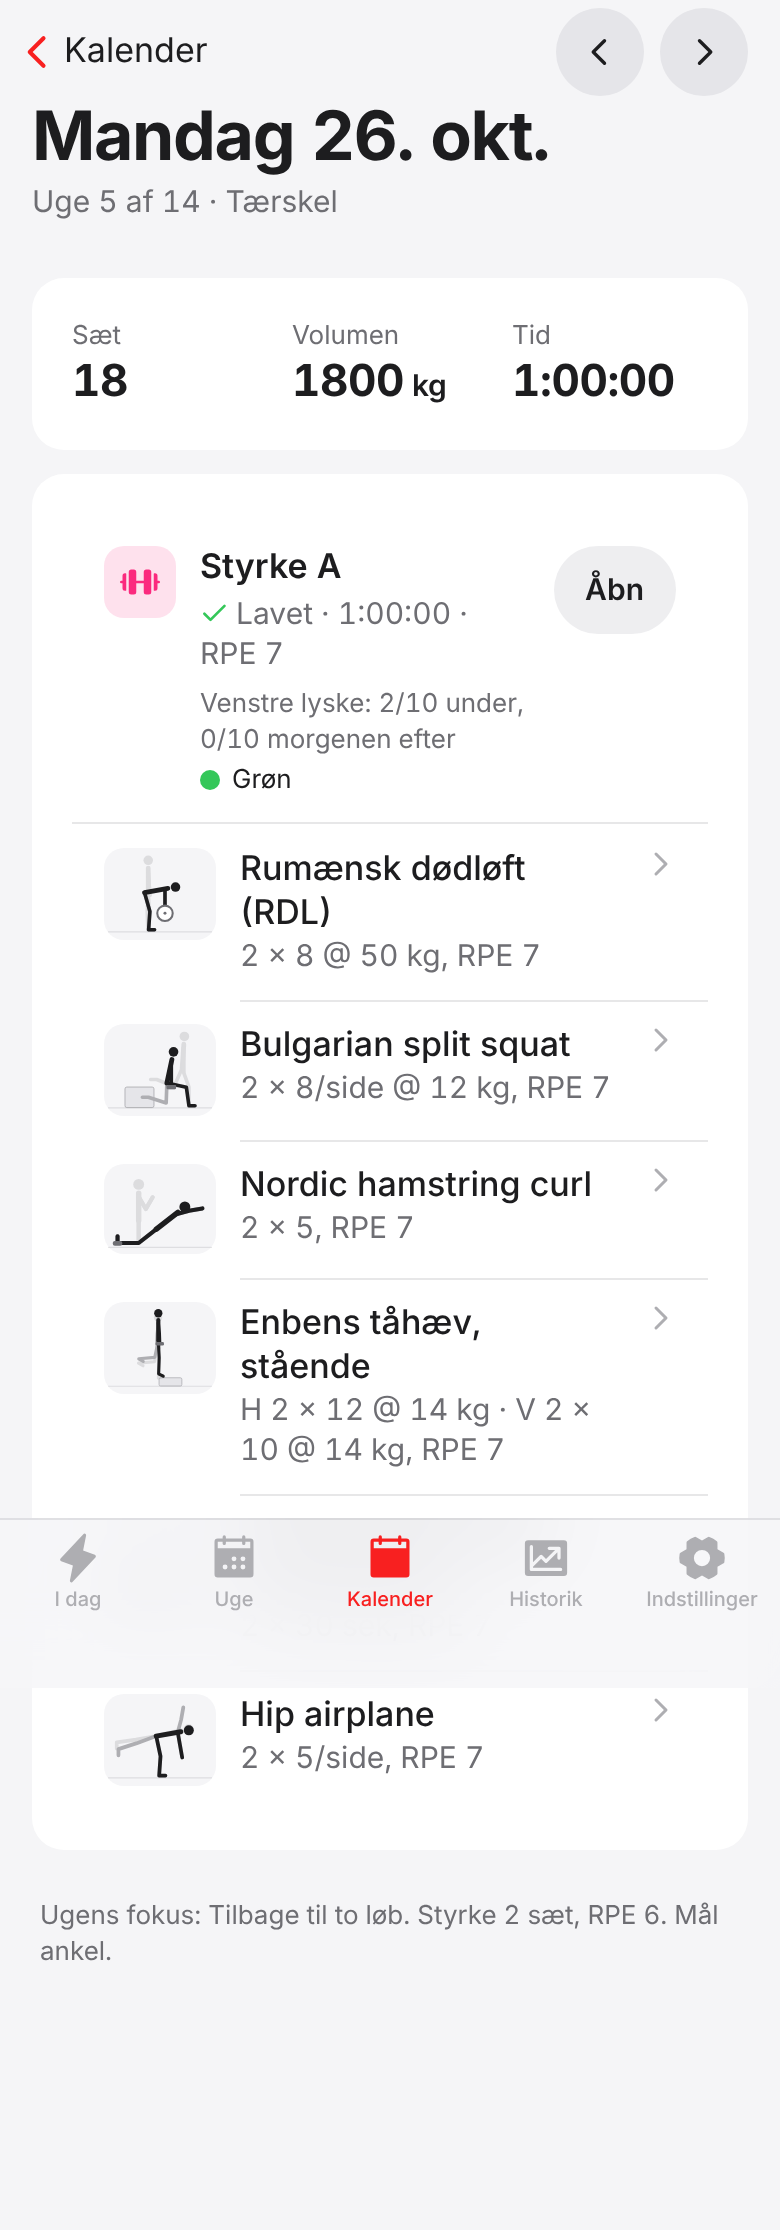 Kalender
Mandag 26. okt.
Uge 5 af 14 · Tærskel
Sæt
18
Volumen
1800 kg
Tid
1:00:00
Styrke A
Åbn
Lavet · 1:00:00 ·
RPE 7
Venstre lyske: 2/10 under,
0/10 morgenen efter
Grøn
Rumænsk dødløft
(RDL)
2 × 8 @ 50 kg, RPE 7
Bulgarian split squat
2 × 8/side @ 12 kg, RPE 7
Nordic hamstring curl
2 × 5, RPE 7
Enbens tåhæv,
stående
H 2 × 12 @ 14 kg · V 2 ×
10 @ 14 kg, RPE 7
I dag
Uge
Kalender
Historik
Indstillinger
Hip airplane
2 × 5/side, RPE 7
Ugens fokus: Tilbage til to løb. Styrke 2 sæt, RPE 6. Mål
ankel.